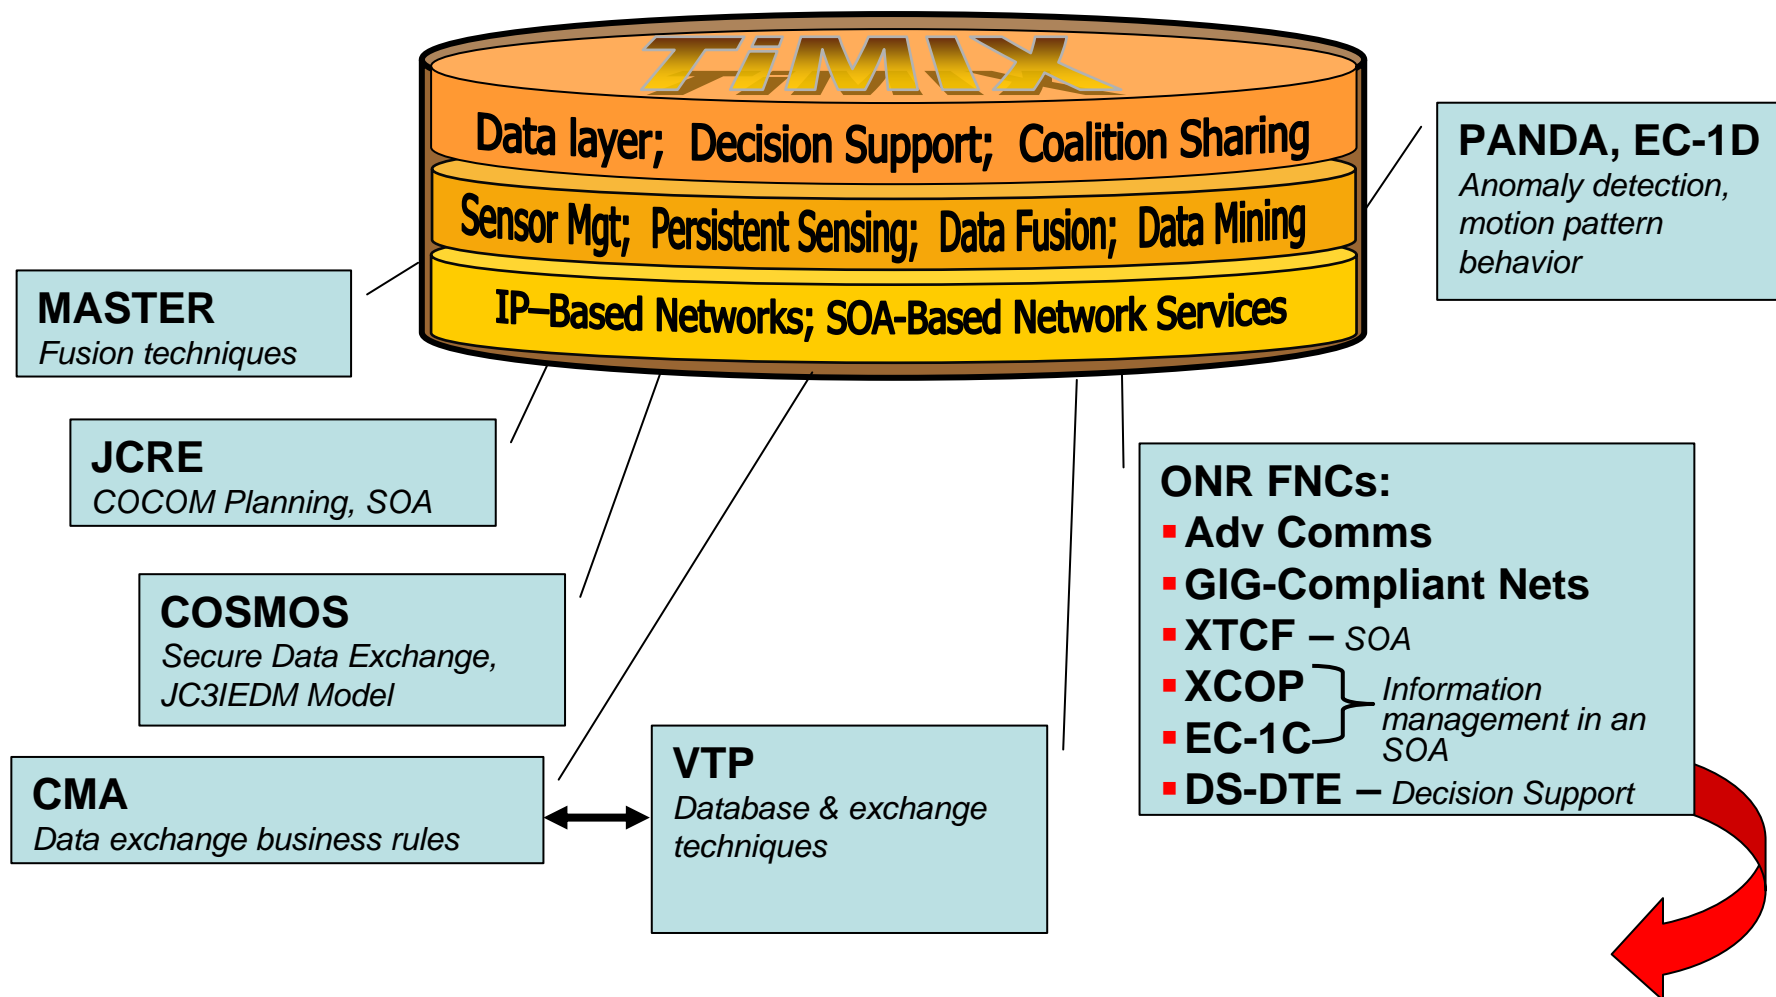 TiMIX
Data layer; Decision Support; Coalition Sharing
Sensor Mgt; Persistent Sensing; Data Fusion; Data Mining
IP–Based Networks; SOA-Based Network Services
PANDA, EC-1D
Anomaly detection,
motion pattern
behavior
MASTER
Fusion techniques
JCRE
COCOM Planning, SOA
COSMOS
Secure Data Exchange,
JC3IEDM Model
CMA
Data exchange business rules
VTP
Database & exchange
techniques
ONR FNCs:
▪ Adv Comms
▪ GIG-Compliant Nets
▪ XTCF – SOA
▪ XCOP
▪ EC-1C
Information
management in an
SOA
▪ DS-DTE – Decision Support